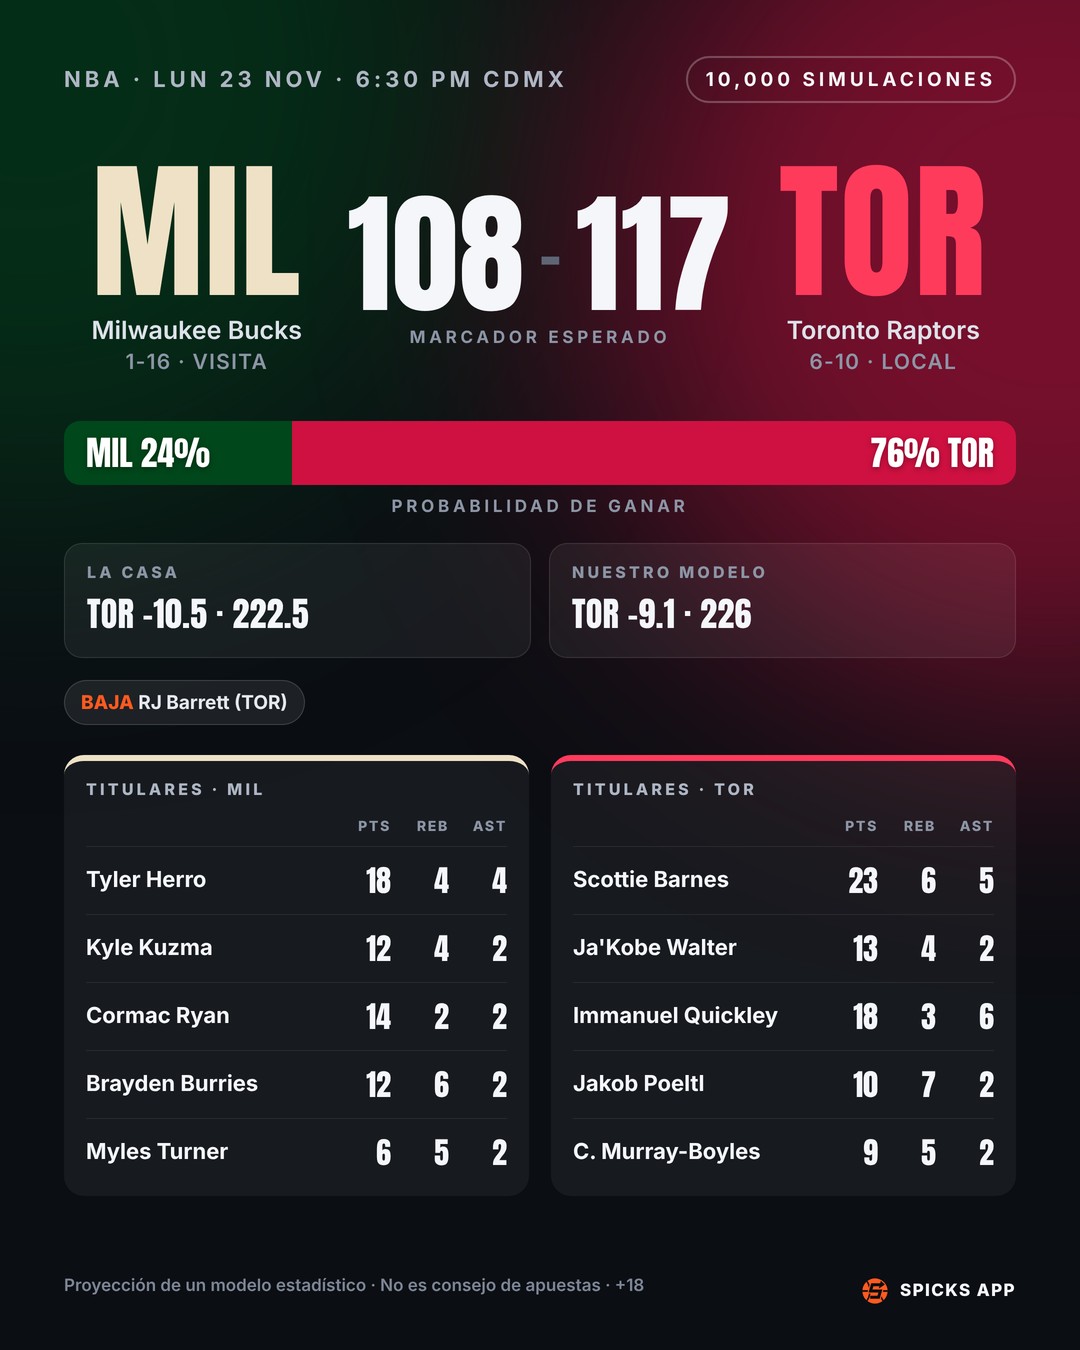 NBA · LUN 23 NOV · 6:30 PM CDMX
10,000 SIMULACIONES
MIL
108 - 117
TOR
Milwaukee Bucks
1-16 · VISITA
MARCADOR ESPERADO
Toronto Raptors
6-10 · LOCAL
MIL 24%
76% TOR
PROBABILIDAD DE GANAR
LA CASA
TOR -10.5 · 222.5
NUESTRO MODELO
TOR -9.1 · 226
BAJA RJ Barrett (TOR)
TITULARES · MIL
PTS REB AST
Tyler Herro 18 4 4
Kyle Kuzma 12 4 2
Cormac Ryan 14 2 2
Brayden Burries 12 6 2
Myles Turner 6 5 2
TITULARES · TOR
PTS REB AST
Scottie Barnes 23 6 5
Ja'Kobe Walter 13 4 2
Immanuel Quickley 18 3 6
Jakob Poeltl 10 7 2
C. Murray-Boyles 9 5 2
Proyección de un modelo estadístico · No es consejo de apuestas · +18
SPICKS APP